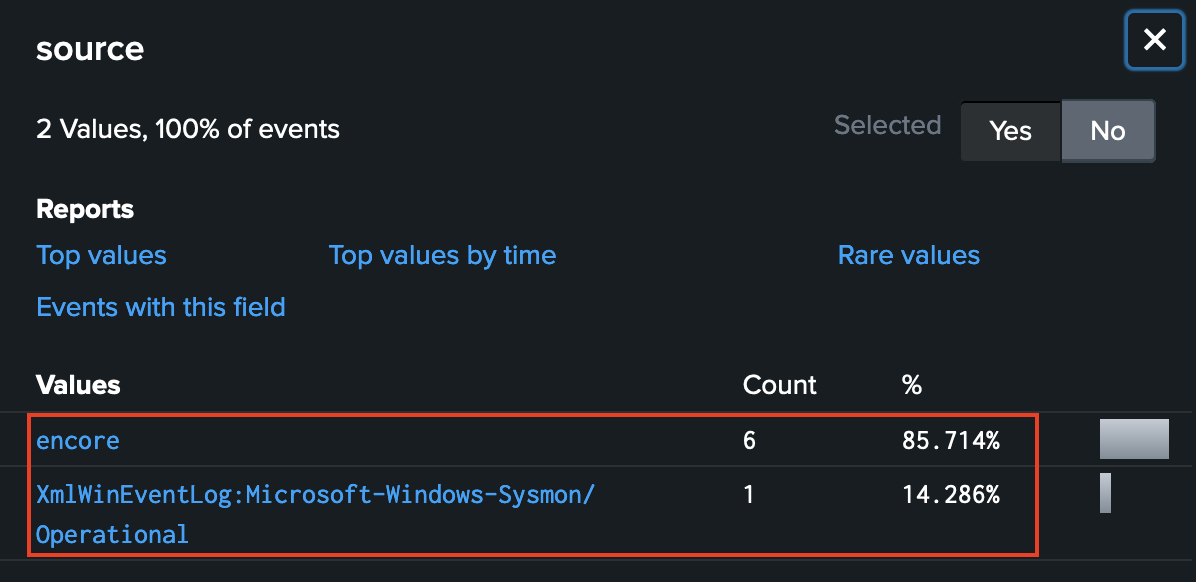 source
2 Values, 100% of events
Selected Yes No
Reports
Top values Top values by time Rare values
Events with this field
Values Count %
encore 6 85.714%
XmlWinEventLog:Microsoft-Windows-Sysmon/ 1 14.286%
Operational